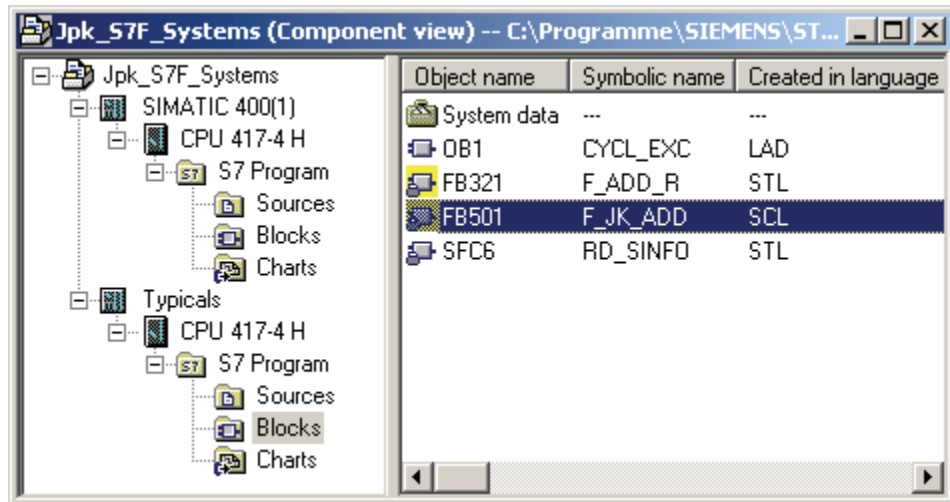 Jpk_S7F_Systems (Component view) -- C:\Programme\SIEMENS\ST...
Jpk_S7F_Systems
SIMATIC 400(1)
CPU 417-4 H
S7 Program
Sources
Blocks
Charts
Typicals
CPU 417-4 H
S7 Program
Sources
Blocks
Charts
Object name Symbolic name Created in language
System data --- ---
OB1 CYCL_EXC LAD
FB321 F_ADD_R STL
FB501 F_JK_ADD SCL
SFC6 RD_SINFO STL